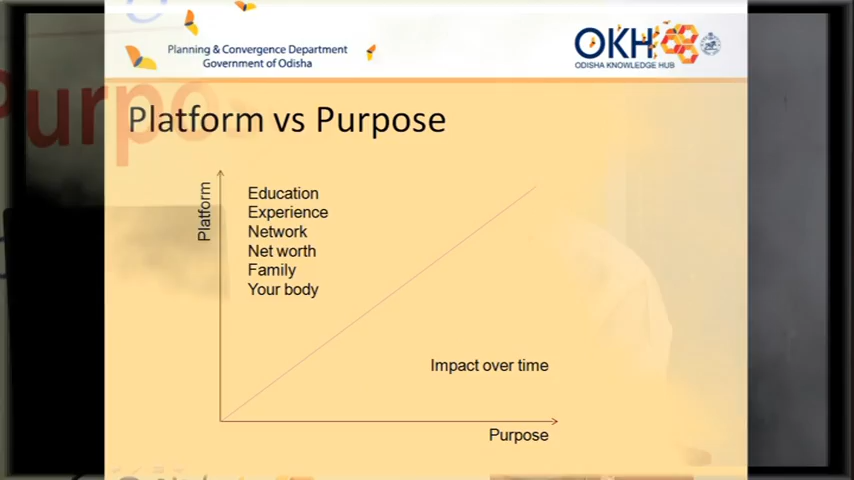 Planning & Convergence Department
Government of Odisha
OKH
ODISHA KNOWLEDGE HUB
Purpo
Platform vs Purpose
Platform
Education
Experience
Network
Net worth
Family
Your body
Impact over time
Purpose